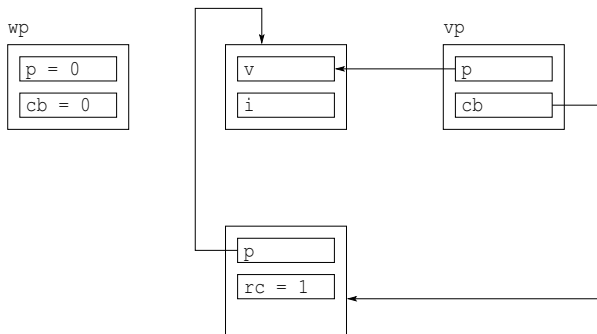 wp
vp
p = 0
v
p
cb = 0
i
cb
p
rc = 1